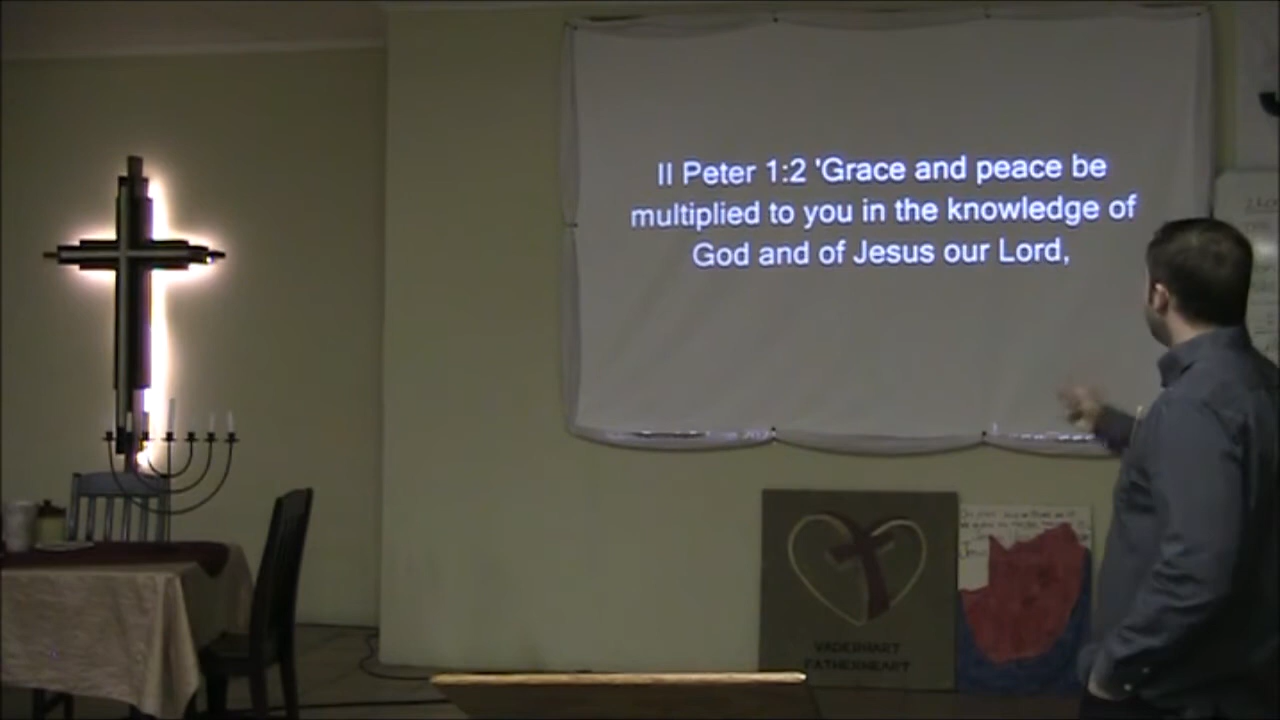 II Peter 1:2 'Grace and peace be
multiplied to you in the knowledge of
God and of Jesus our Lord,
VADERHART
FATHERHEART